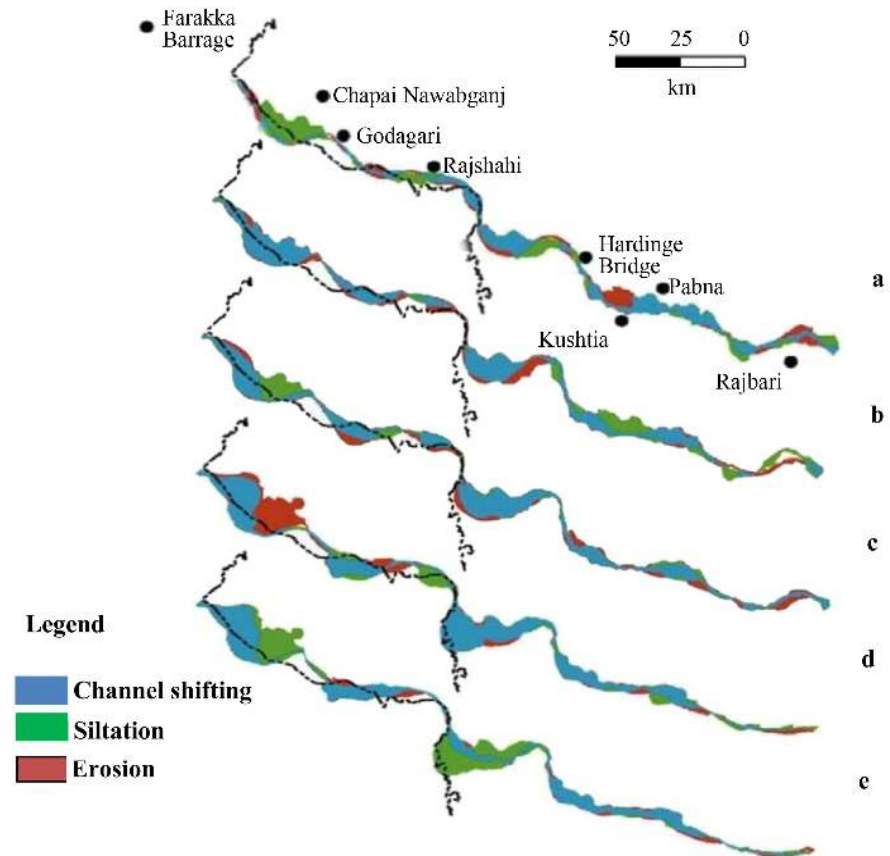 Farakka
Barrage
50 25 0
km
Chapai Nawabganj
Godagari
Rajshahi
Hardinge
Bridge
a
Pabna
Kushtia
Rajbari
b
c
Legend
d
Channel shifting
Siltation
Erosion
e